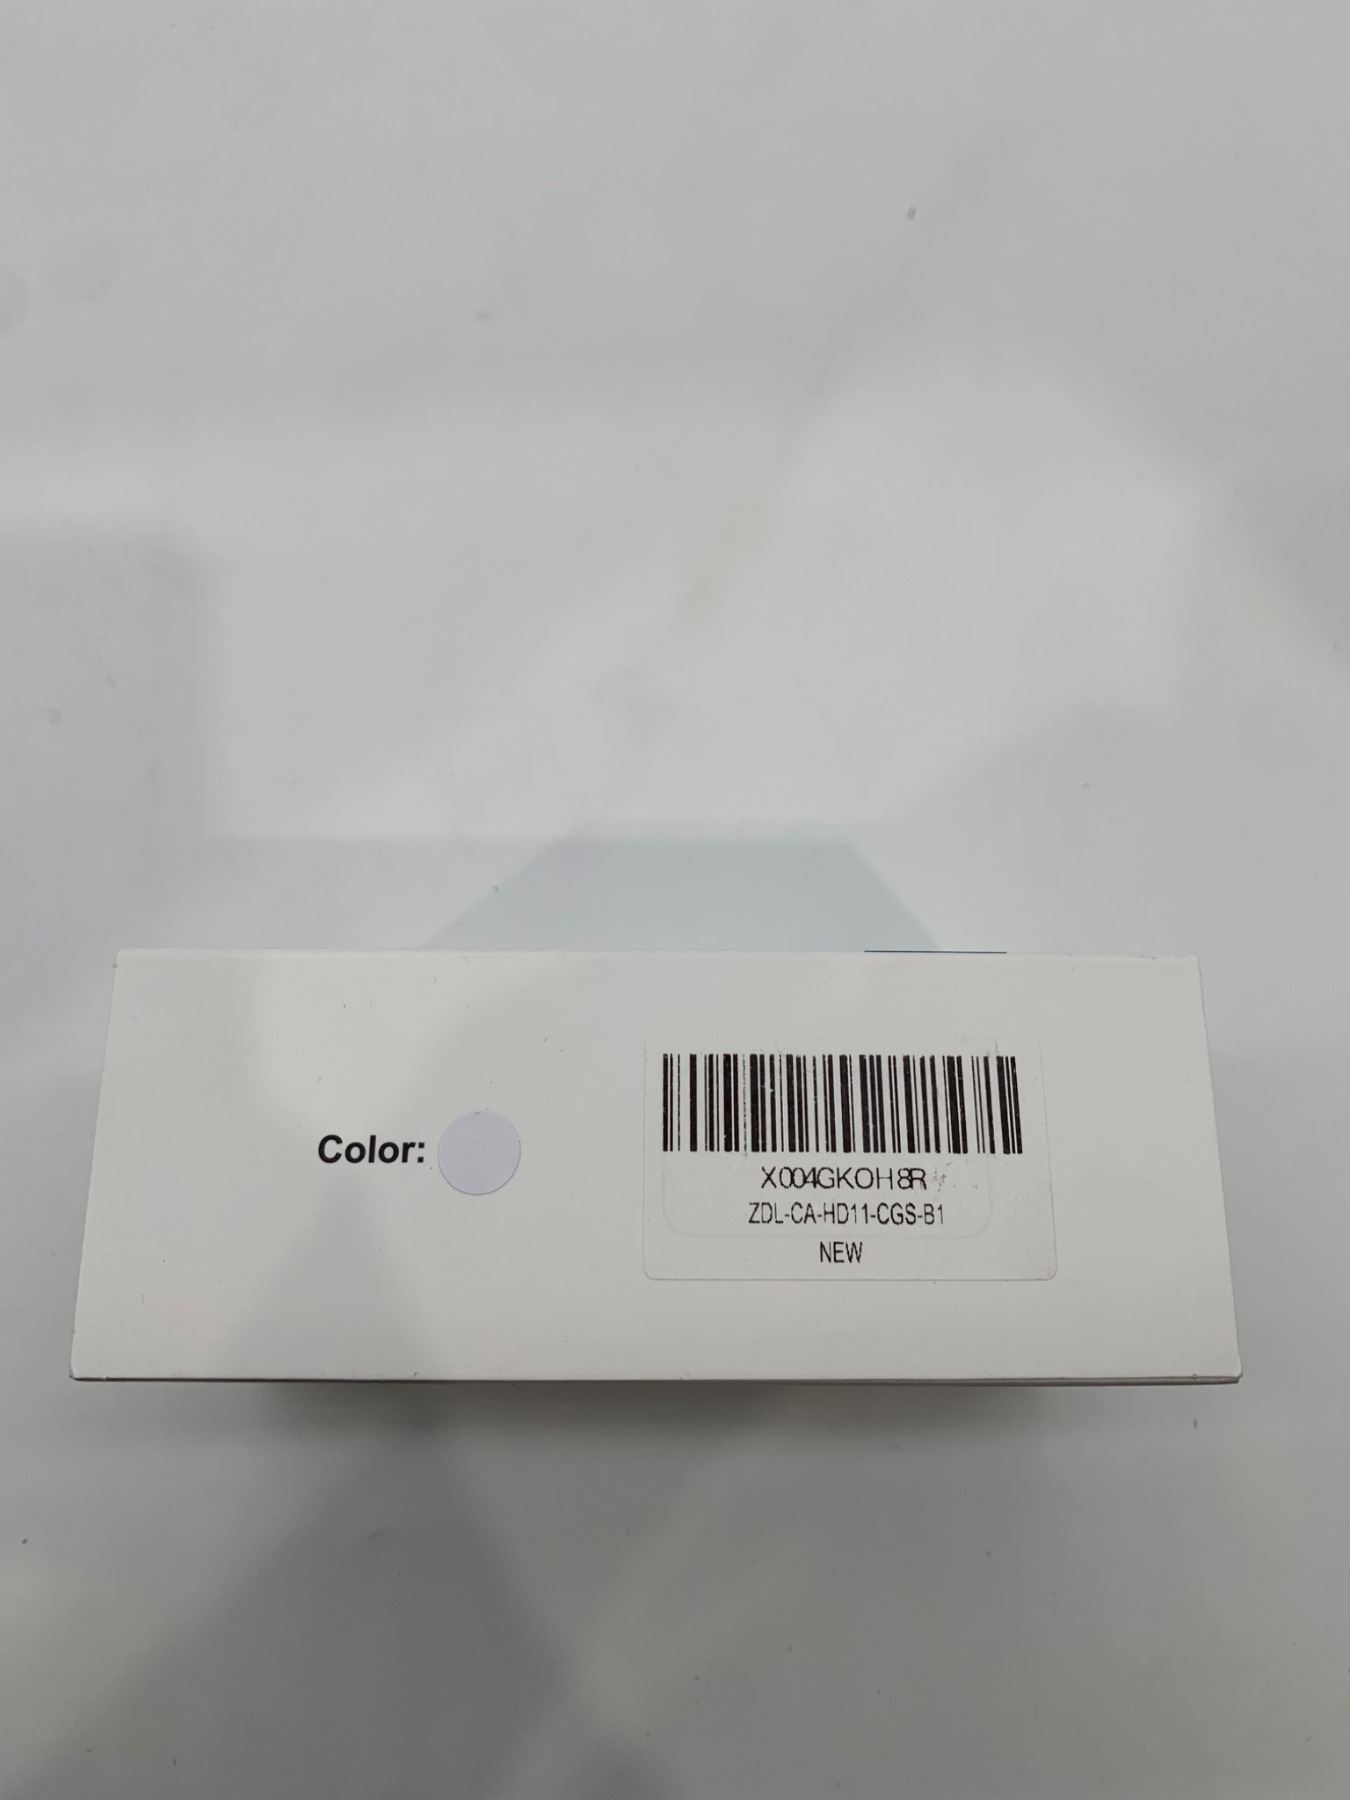 Color:
X004GKOH8R
ZDL-CA-HD11-CGS-B1
NEW